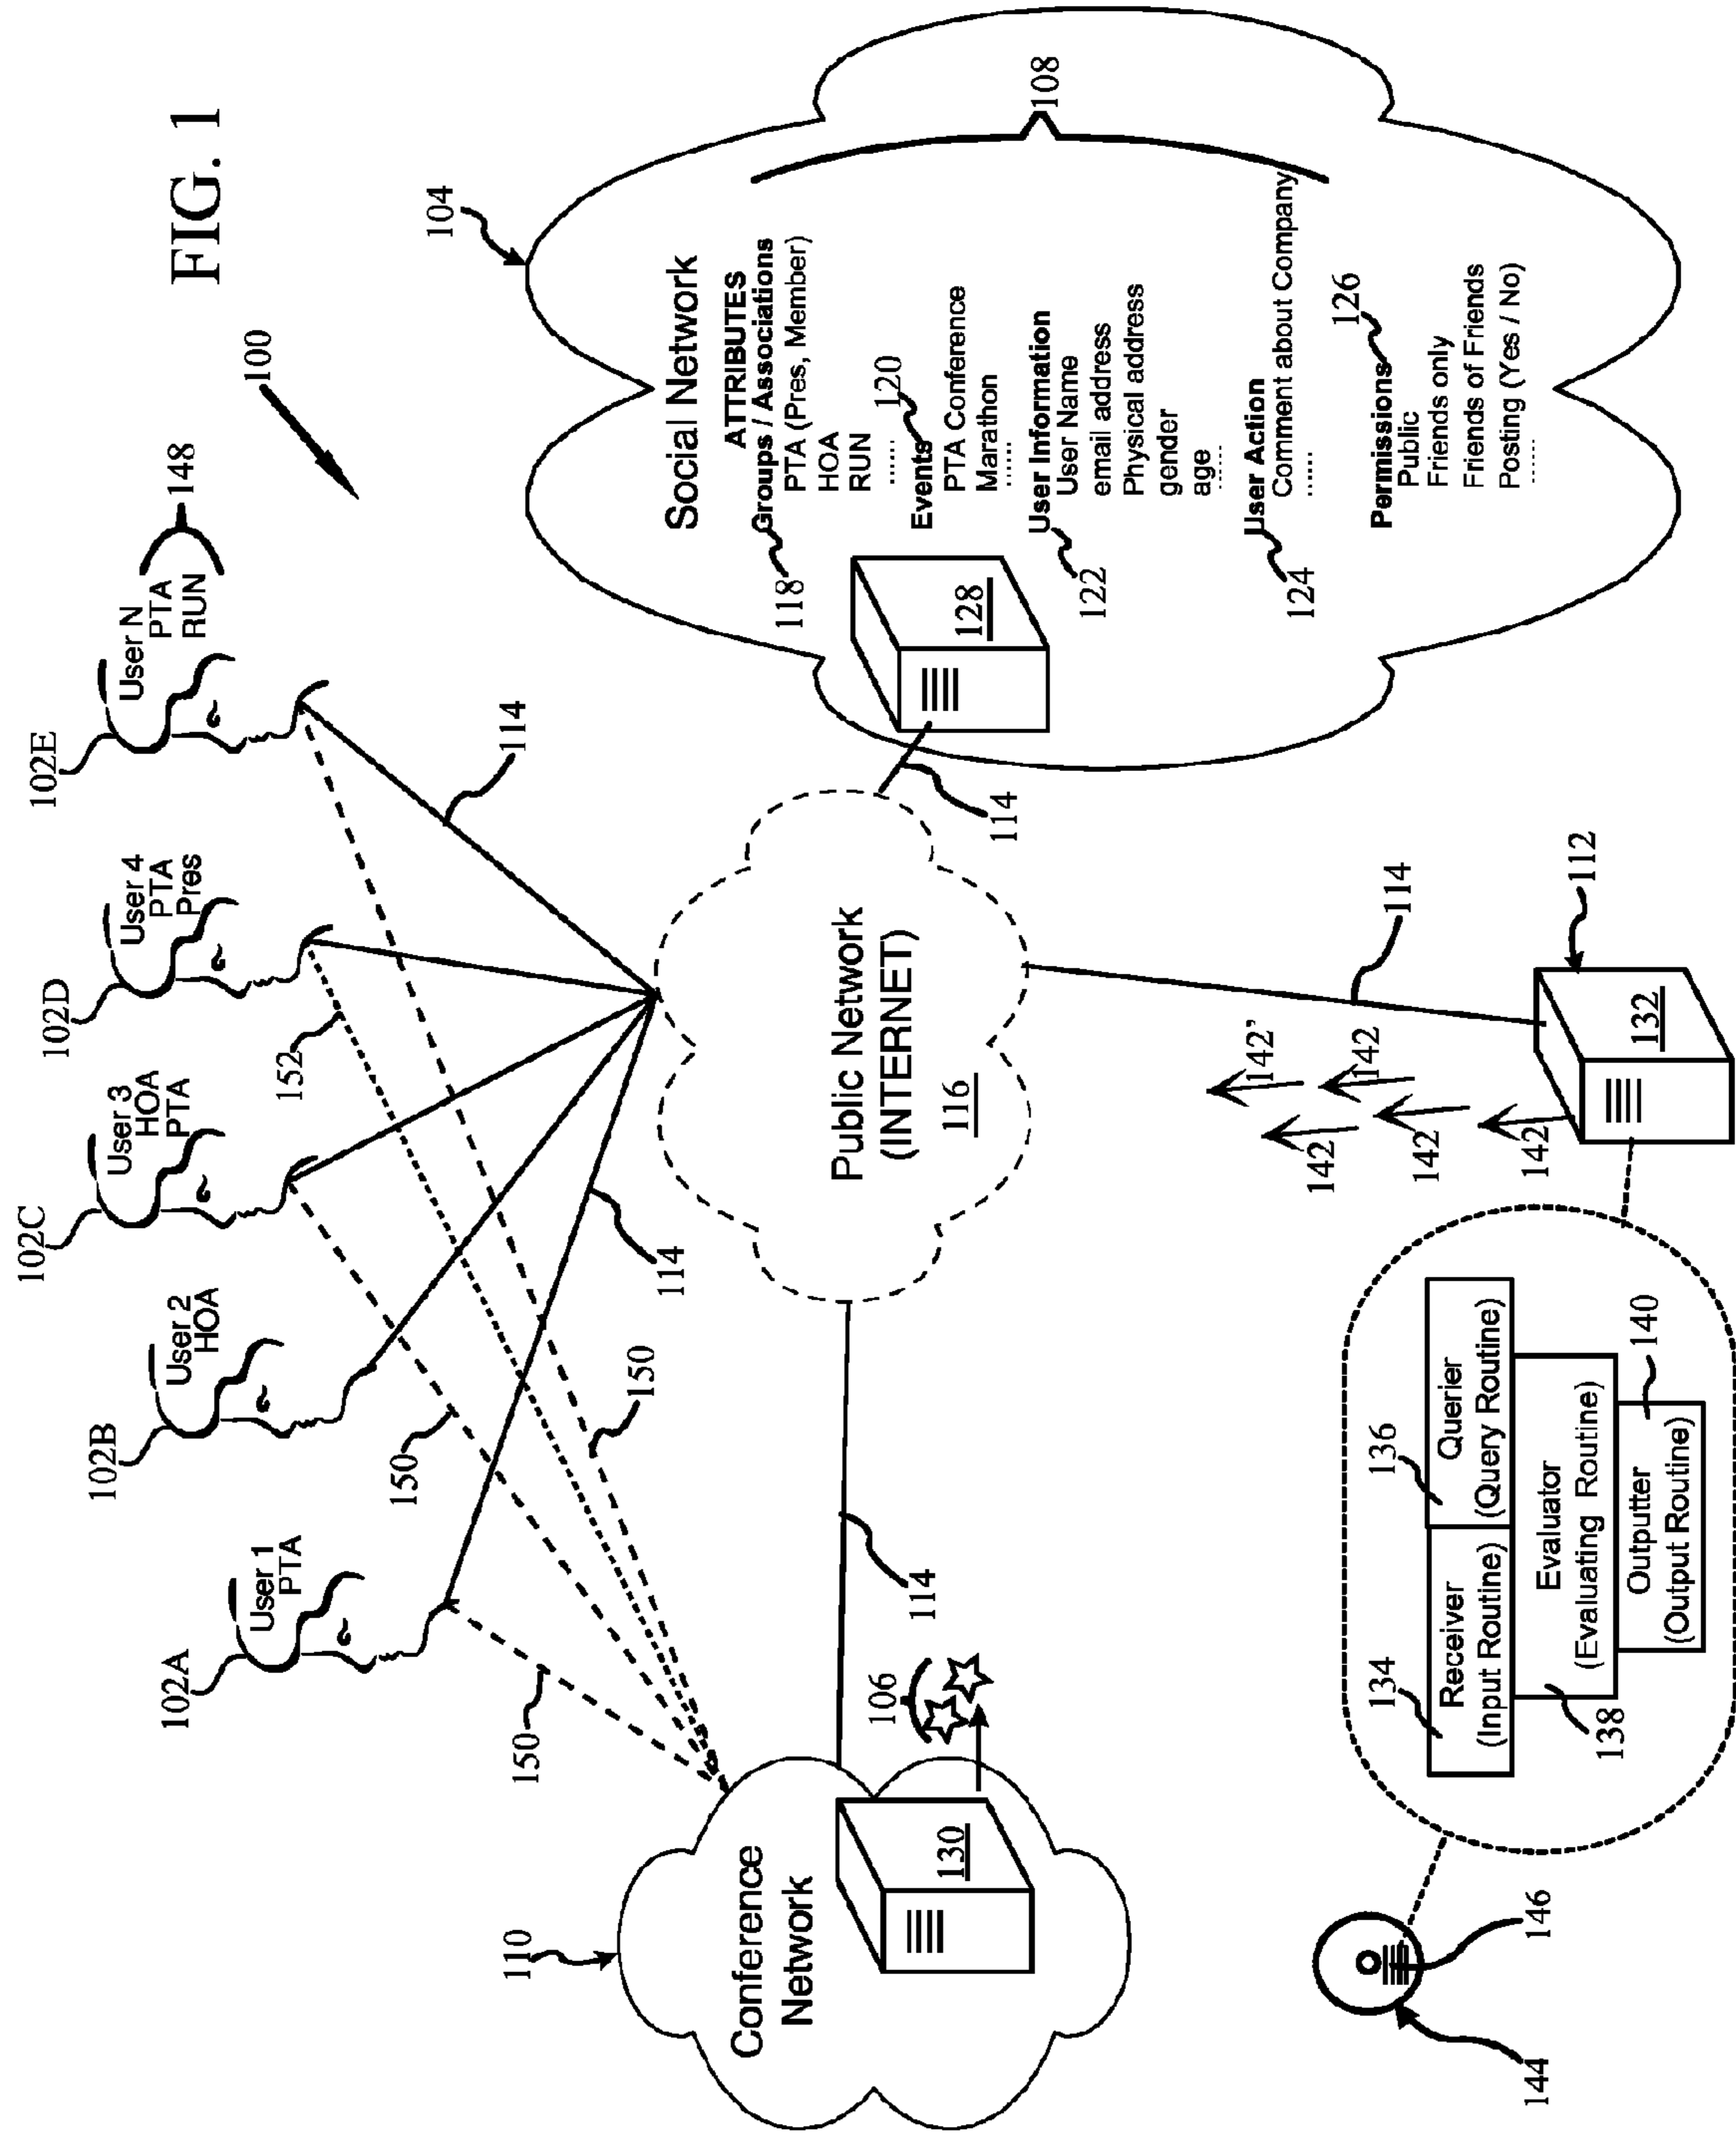 FIG. 1
100
102A
User 1
PTA
102B
User 2
HOA
102C
User 3
HOA
PTA
102D
User 4
PTA
Pres
102E
User N
PTA
RUN
148
150
150
150
152
114
114
110
Conference
Network
130
106
114
Public Network
(INTERNET)
116
114
104
Social Network
ATTRIBUTES
Groups / Associations
118
PTA (Pres, Member)
HOA
RUN
......
Events
120
PTA Conference
Marathon
......
User Information
122
User Name
email address
Physical address
gender
age
......
User Action
124
Comment about Company
......
Permissions
126
Public
Friends only
Friends of Friends
Posting (Yes / No)
......
108
128
144
146
134
Receiver
(Input Routine)
136
Querier
(Query Routine)
138
Evaluator
(Evaluating Routine)
Outputter
(Output Routine)
140
142
142
142
142
142'
114
112
132